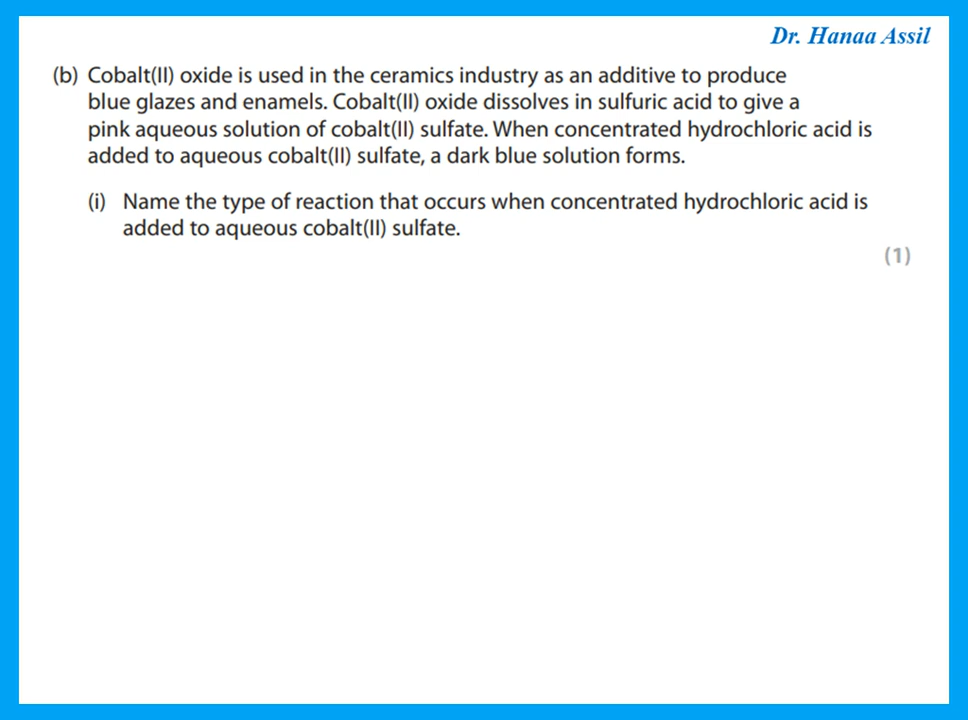 Dr. Hanaa Assil
(b) Cobalt(II) oxide is used in the ceramics industry as an additive to produce
blue glazes and enamels. Cobalt(II) oxide dissolves in sulfuric acid to give a
pink aqueous solution of cobalt(II) sulfate. When concentrated hydrochloric acid is
added to aqueous cobalt(II) sulfate, a dark blue solution forms.
(i) Name the type of reaction that occurs when concentrated hydrochloric acid is
added to aqueous cobalt(II) sulfate.
(1)